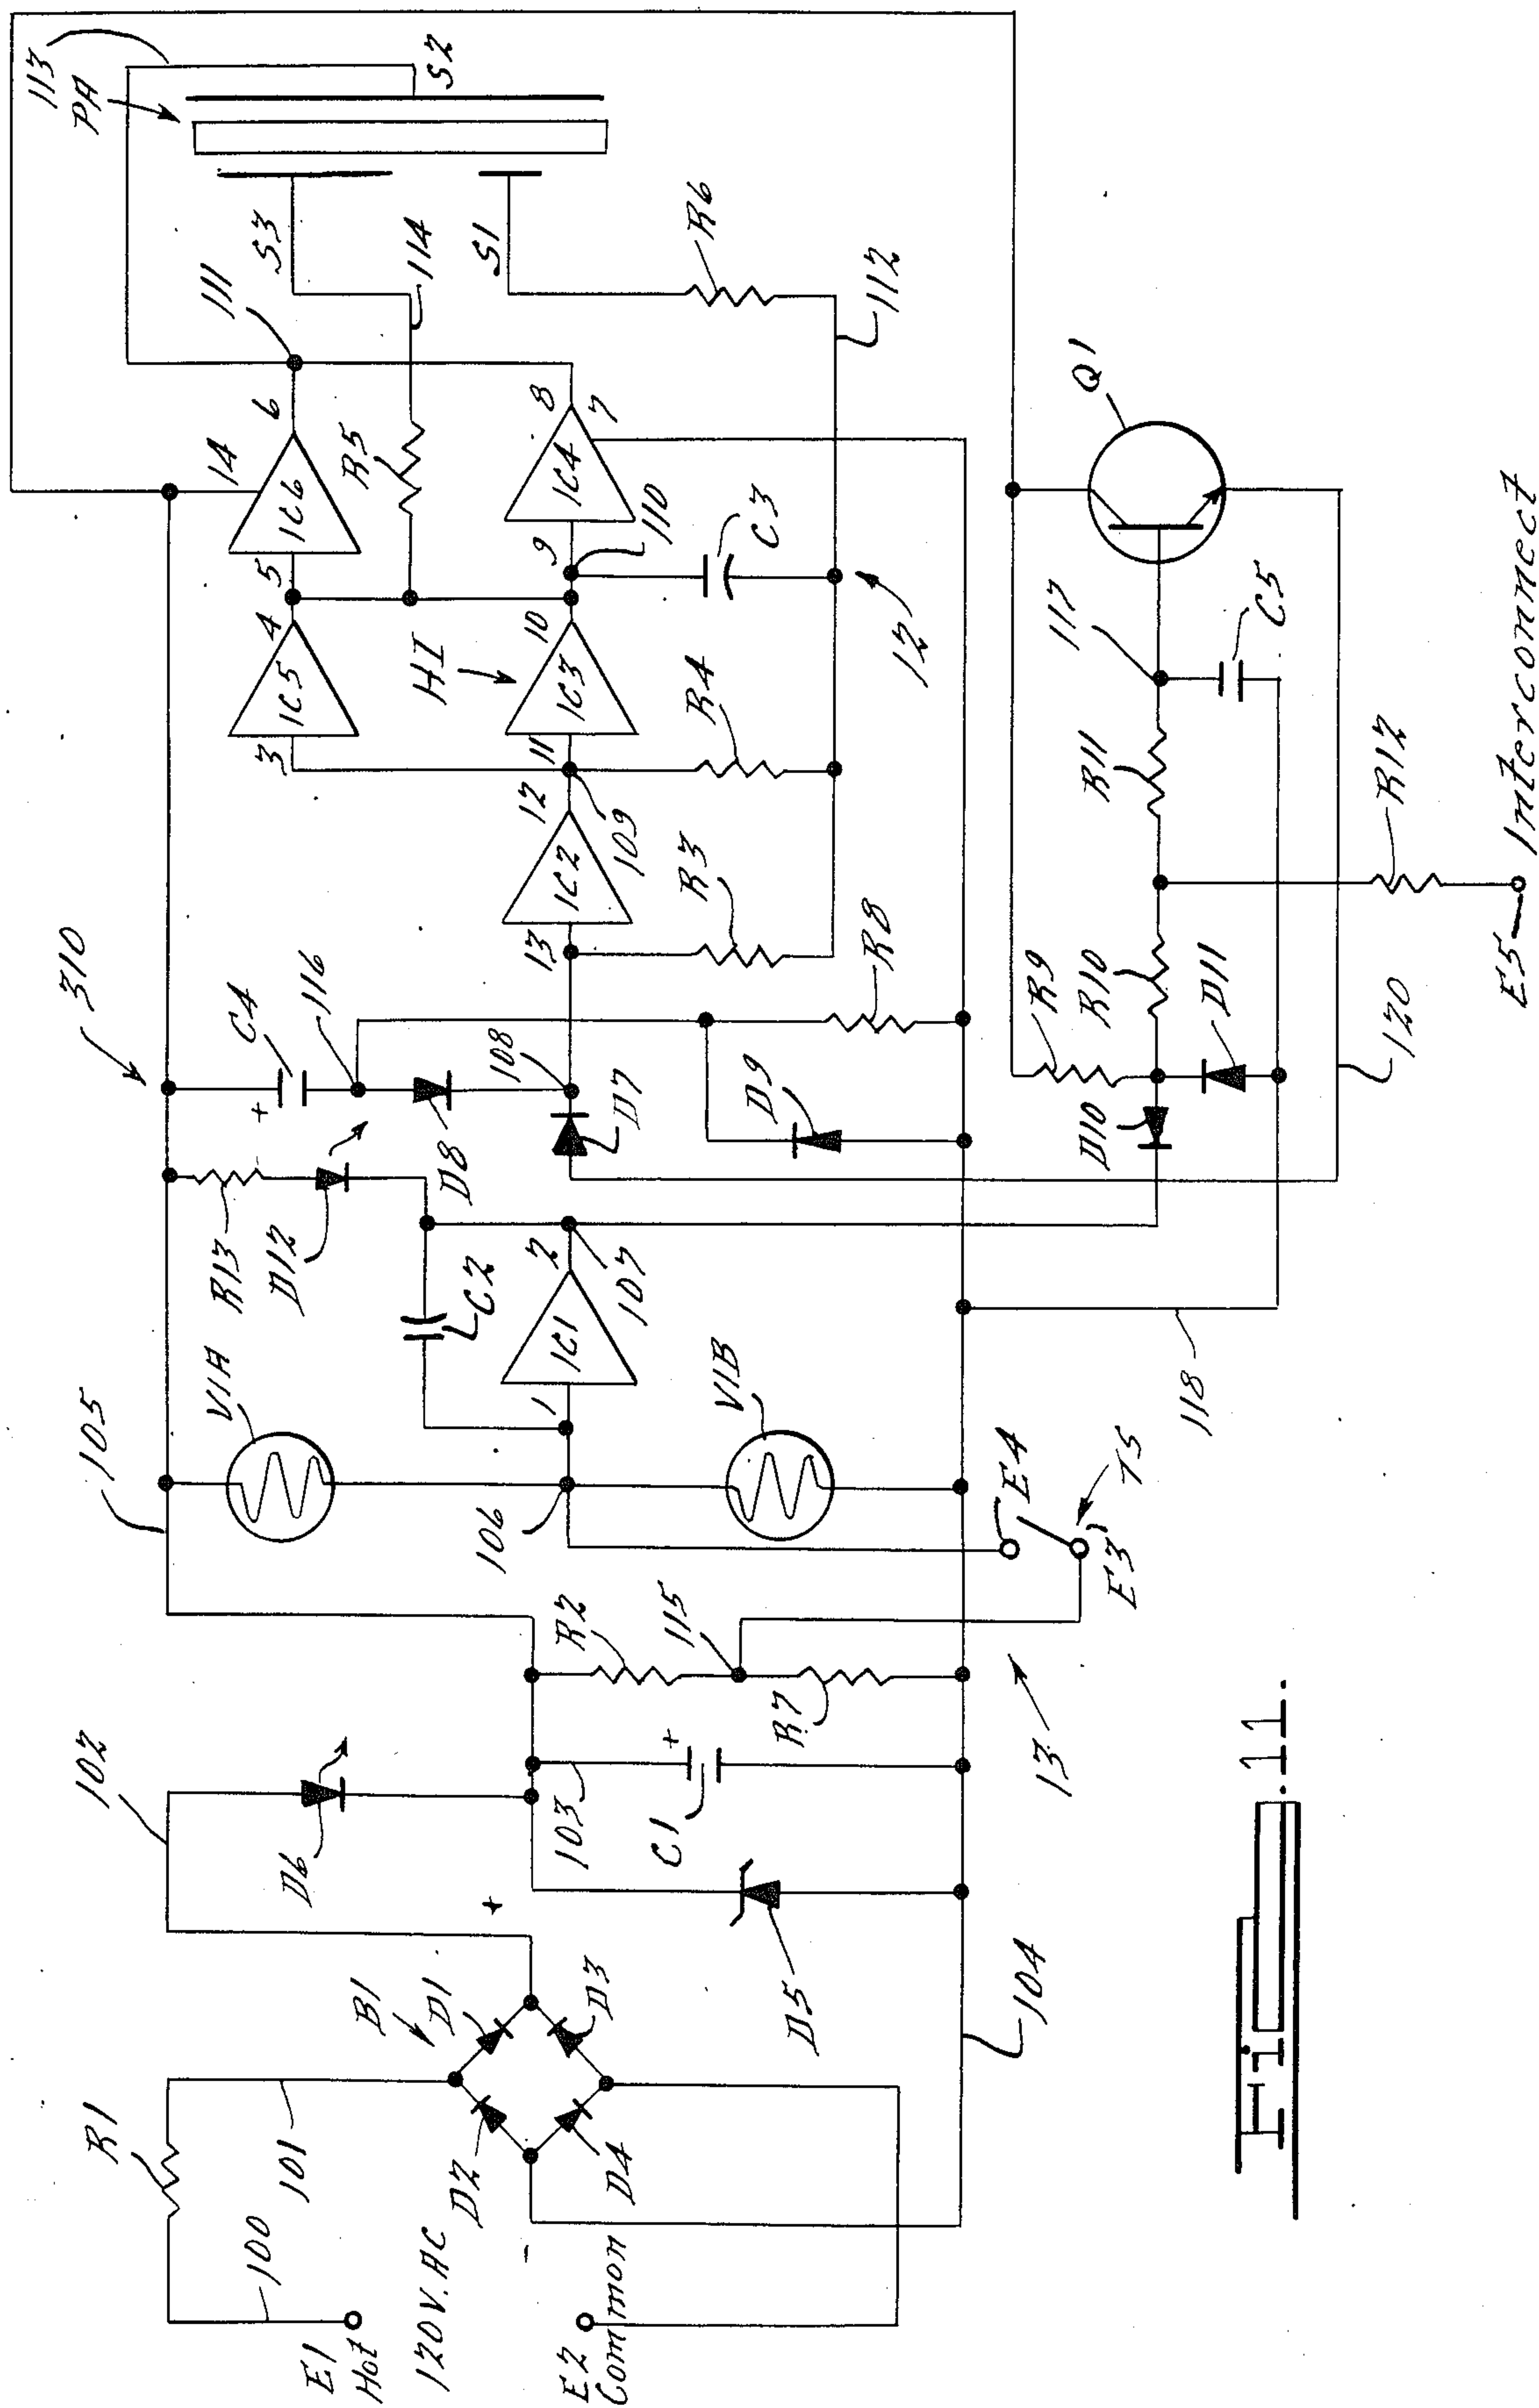 E1
Hot
120V. AC
E2
Common
100
R1
101
B1
D1
D2
D3
D4
+
-
102
D6
D5
103
C1
+
104
R2
115
R7
13
105
V1A
106
V1B
E4
E3
15
118
1
IC1
2
107
C2
R13
D12
310
+
C4
116
D8
108
D7
D9
R8
13
IC2
12
109
R3
R4
3
IC5
4
11
IC3
10
HI
5
IC6
6
14
111
R5
114
9
IC4
8
7
110
C3
12
112
R6
S1
S3
S2
113
PA
R9
R10
D10
D11
120
R11
117
C5
Q1
R12
E5
Interconnect
Fig. 11.